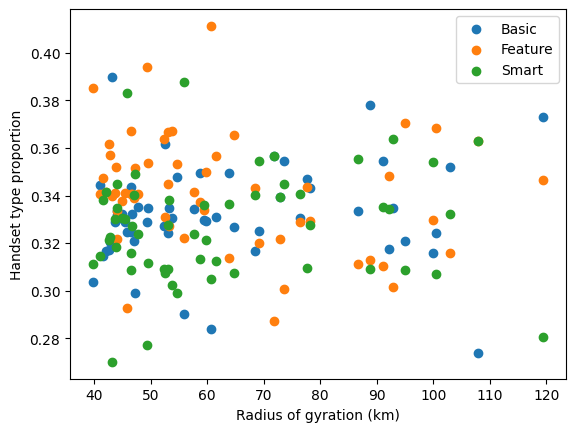 Basic
Feature
Smart
0.40
0.38
0.36
0.34
0.32
0.30
0.28
Handset type proportion
40 50 60 70 80 90 100 110 120
Radius of gyration (km)